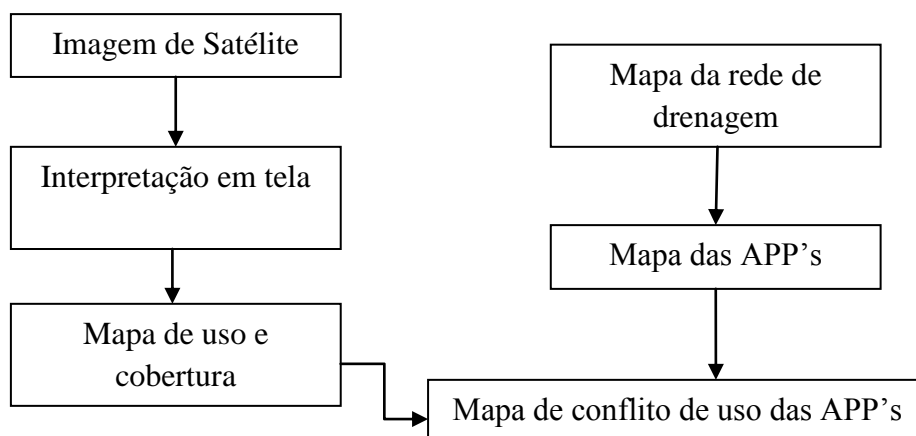 Imagem de Satélite
Interpretação em tela
Mapa de uso e
cobertura
Mapa da rede de
drenagem
Mapa das APP's
Mapa de conflito de uso das APP's